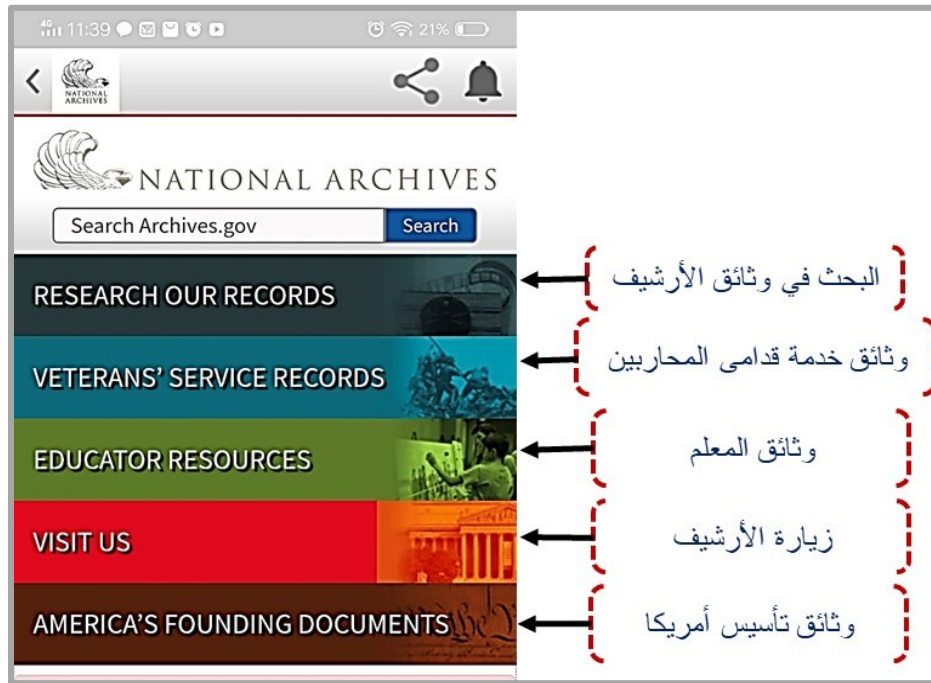 4G 11:39 21%
NATIONAL
ARCHIVES
NATIONAL ARCHIVES
Search Archives.gov Search
RESEARCH OUR RECORDS
البحث في وثائق الأرشيف
VETERANS' SERVICE RECORDS
وثائق خدمة قدامى المحاربين
EDUCATOR RESOURCES
وثائق المعلم
VISIT US
زيارة الأرشيف
AMERICA'S FOUNDING DOCUMENTS
وثائق تأسيس أمريكا